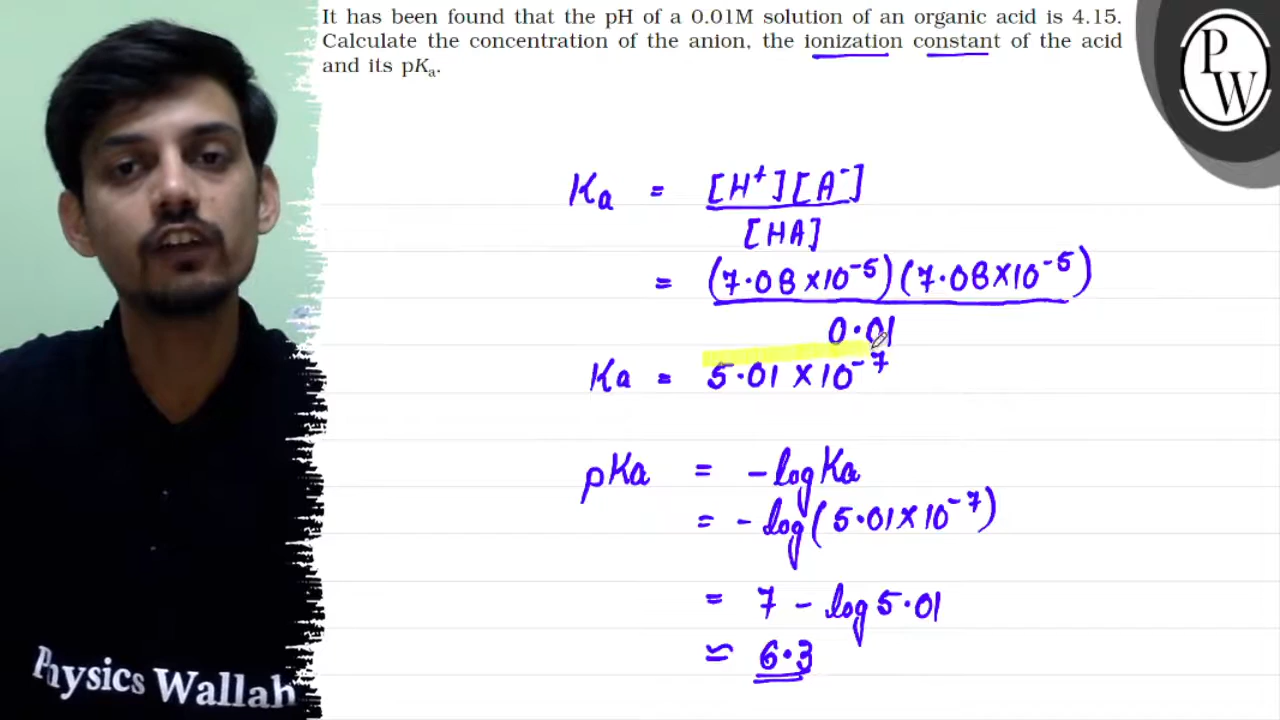 It has been found that the pH of a 0.01M solution of an organic acid is 4.15.
Calculate the concentration of the anion, the ionization constant of the acid
and its pKₐ.
PW
Ka = [H⁺][A⁻]
[HA]
= (7.08×10⁻⁵)(7.08×10⁻⁵)
0.01
Ka = 5.01×10⁻⁷
pKa = -log Ka
= -log(5.01×10⁻⁷)
= 7 - log 5.01
≈ 6.3
Physics Wallah